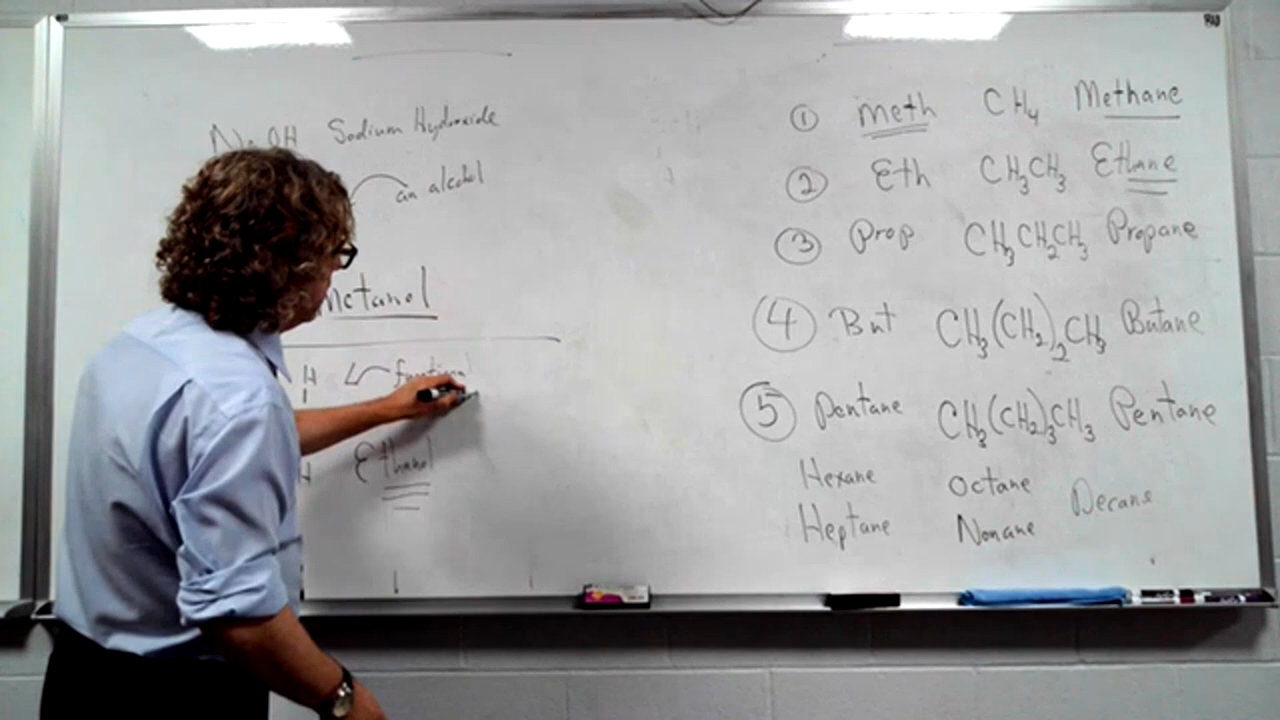 NaOH Sodium Hydroxide
an alcohol
Metanol
H functional
Ethanol
H
① Meth CH4 Methane
② Eth CH3CH3 Ethane
③ Prop CH3CH2CH3 Propane
④ But CH3(CH2)2CH3 Butane
⑤ Pentane CH3(CH2)3CH3 Pentane
Hexane Octane Decane
Heptane Nonane